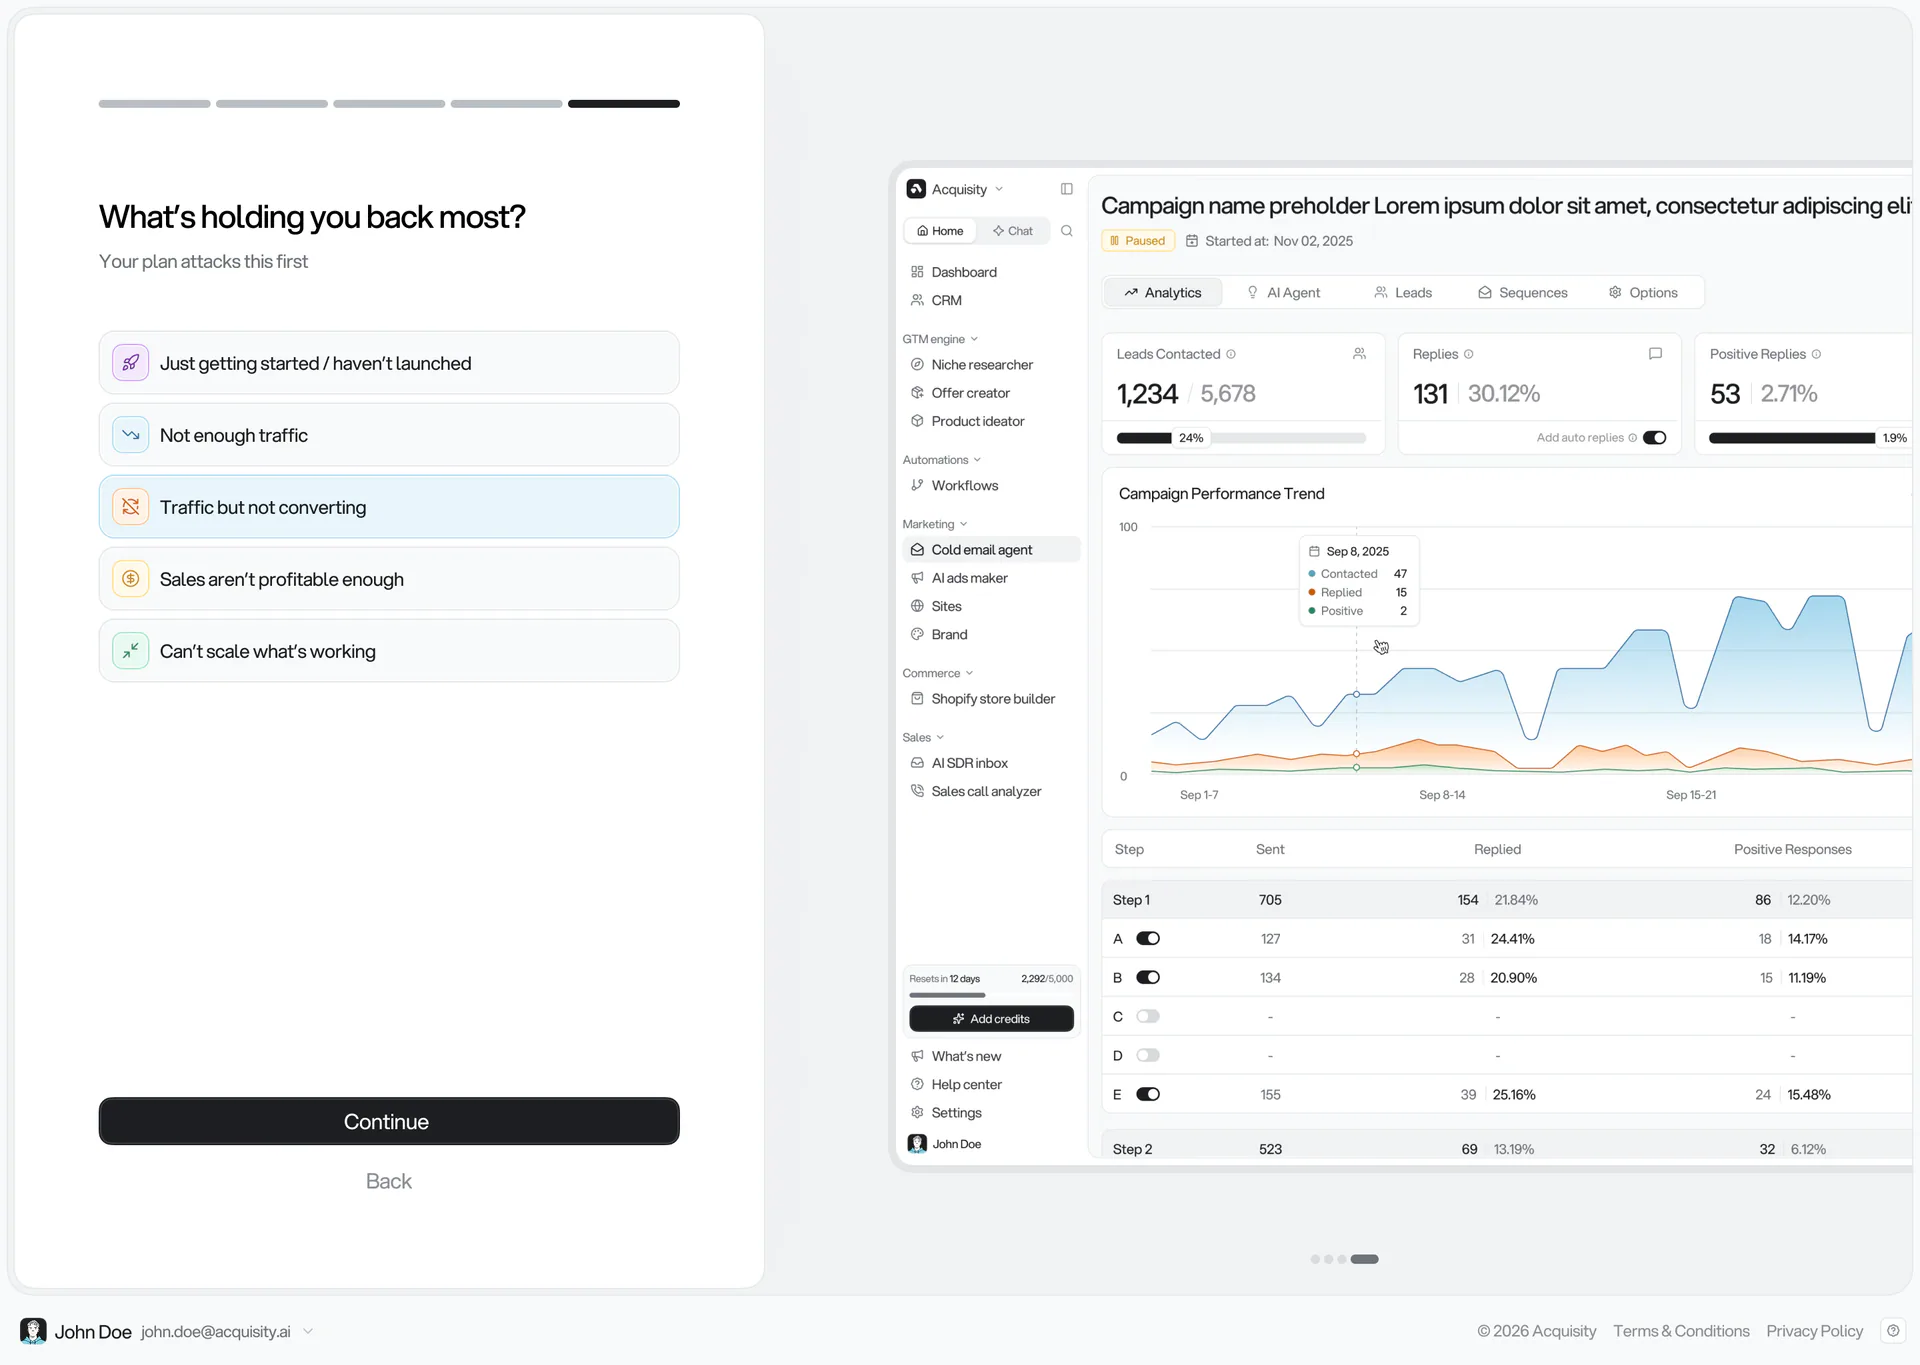 What's holding you back most?
Your plan attacks this first
Just getting started / haven't launched
Not enough traffic
Traffic but not converting
Sales aren't profitable enough
Can't scale what's working
Continue
Back
Acquisity
Home
Chat
Dashboard
CRM
GTM engine
Niche researcher
Offer creator
Product ideator
Automations
Workflows
Marketing
Cold email agent
AI ads maker
Sites
Brand
Commerce
Shopify store builder
Sales
AI SDR inbox
Sales call analyzer
Resets in 12 days 2,292/5,000
Add credits
What's new
Help center
Settings
John Doe
Campaign name preholder Lorem ipsum dolor sit amet, consectetur adipiscing eli
Paused Started at: Nov 02, 2025
Analytics AI Agent Leads Sequences Options
Leads Contacted
1,234 / 5,678
24%
Replies
131 30.12%
Add auto replies
Positive Replies
53 2.71%
1.9%
Campaign Performance Trend
100
Sep 8, 2025
Contacted 47
Replied 15
Positive 2
0
Sep 1-7 Sep 8-14 Sep 15-21
Step Sent Replied Positive Responses
Step 1 705 154 21.84% 86 12.20%
A 127 31 24.41% 18 14.17%
B 134 28 20.90% 15 11.19%
C - - -
D - - -
E 155 39 25.16% 24 15.48%
Step 2 523 69 13.19% 32 6.12%
John Doe john.doe@acquisity.ai
© 2026 Acquisity Terms & Conditions Privacy Policy